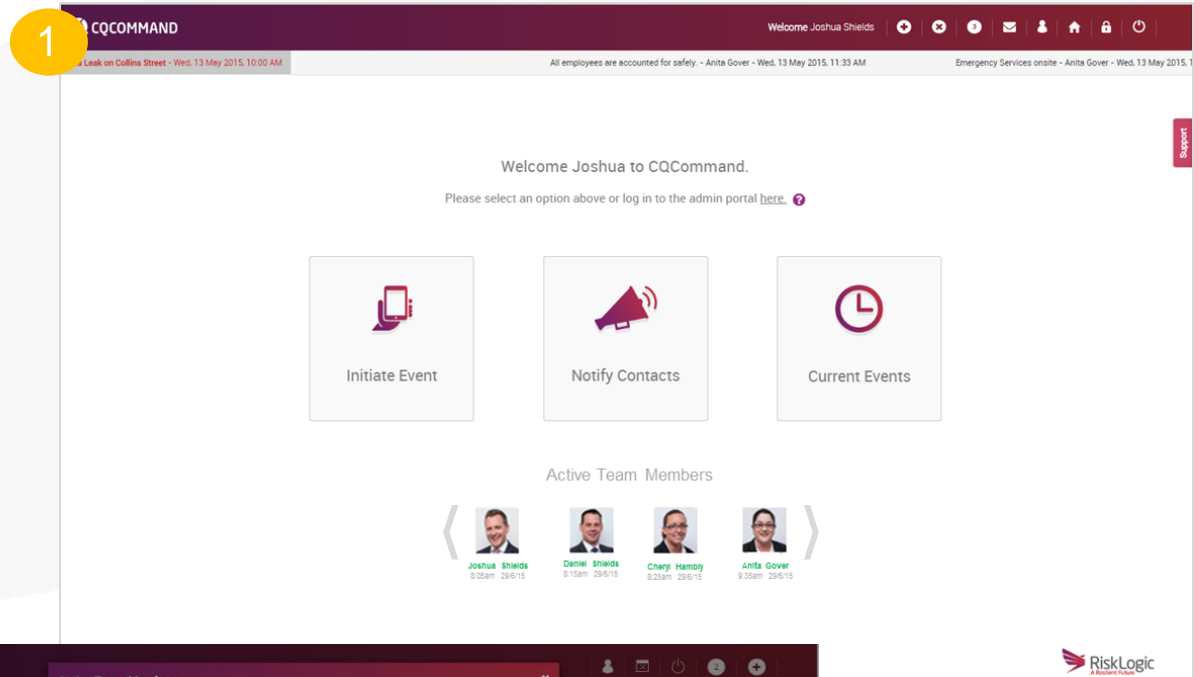 1
CQCOMMAND
Welcome Joshua Shields
3
Leak on Collins Street - Wed, 13 May 2015, 10:00 AM
All employees are accounted for safely. - Anita Gover - Wed, 13 May 2015, 11:33 AM
Emergency Services onsite - Anita Gover - Wed, 13 May 2015, 1
Support
Welcome Joshua to CQCommand.
Please select an option above or log in to the admin portal here. ?
Initiate Event
Notify Contacts
Current Events
Active Team Members
Joshua Shields
8:05am 29/6/15
Daniel Shields
8:15am 29/6/15
Cheryl Hambly
8:25am 29/6/15
Anita Gover
9:35am 29/6/15
2
RiskLogic
A Resilient Future